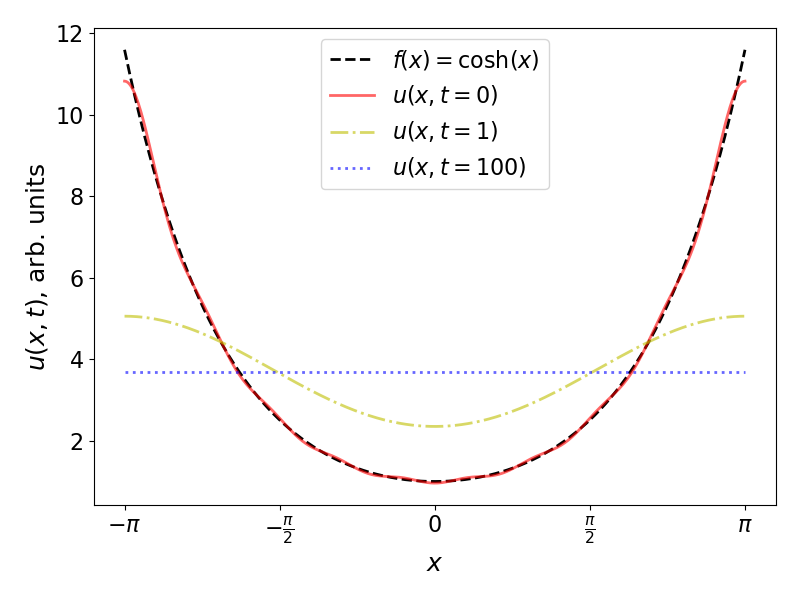 12
10
8
6
4
2
u(x, t), arb. units
f(x) = cosh(x)
u(x, t = 0)
u(x, t = 1)
u(x, t = 100)
−π
−π/2
0
π/2
π
x